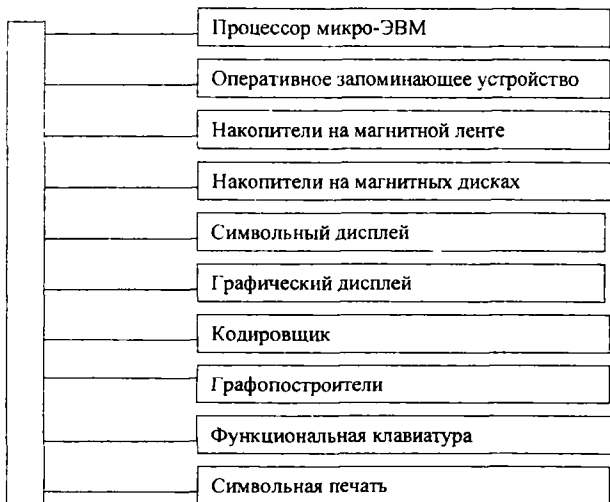 Процессор микро-ЭВМ
Оперативное запоминающее устройство
Накопители на магнитной ленте
Накопители на магнитных дисках
Символьный дисплей
Графический дисплей
Кодировщик
Графопостроители
Функциональная клавиатура
Символьная печать